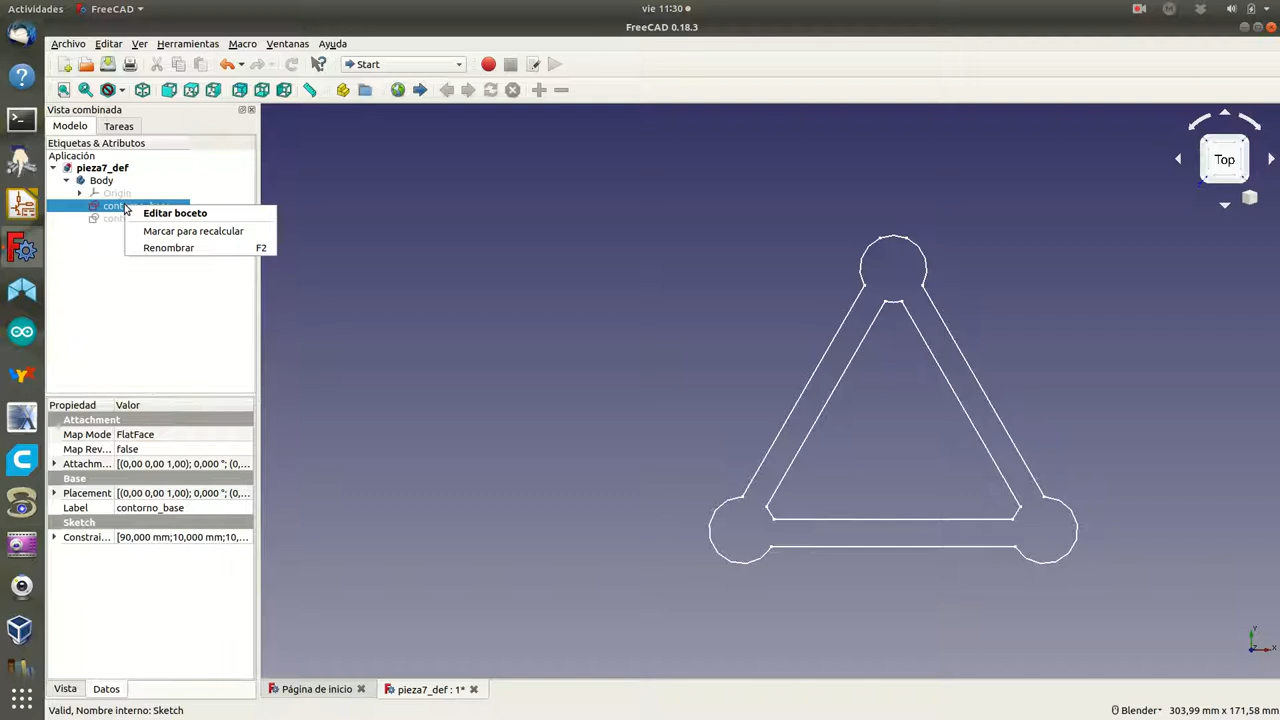 Actividades FreeCAD vie 11:30
FreeCAD 0.18.3
Archivo Editar Ver Herramientas Macro Ventanas Ayuda
Start
Vista combinada
Modelo Tareas
Etiquetas & Atributos
Aplicación
pieza7_def
Body
Origin
Editar boceto
Marcar para recalcular
Renombrar F2
Propiedad Valor
Attachment
Map Mode FlatFace
Map Rev... false
Attachm... [(0,00 0,00 1,00); 0,000 °; (0,...
Base
Placement [(0,00 0,00 1,00); 0,000 °; (0,...
Label contorno_base
Sketch
Constrai... [90,000 mm;10,000 mm;10,...
Top
Y
X
Vista Datos
Página de inicio pieza7_def : 1*
Valid, Nombre interno: Sketch Blender 303,99 mm x 171,58 mm